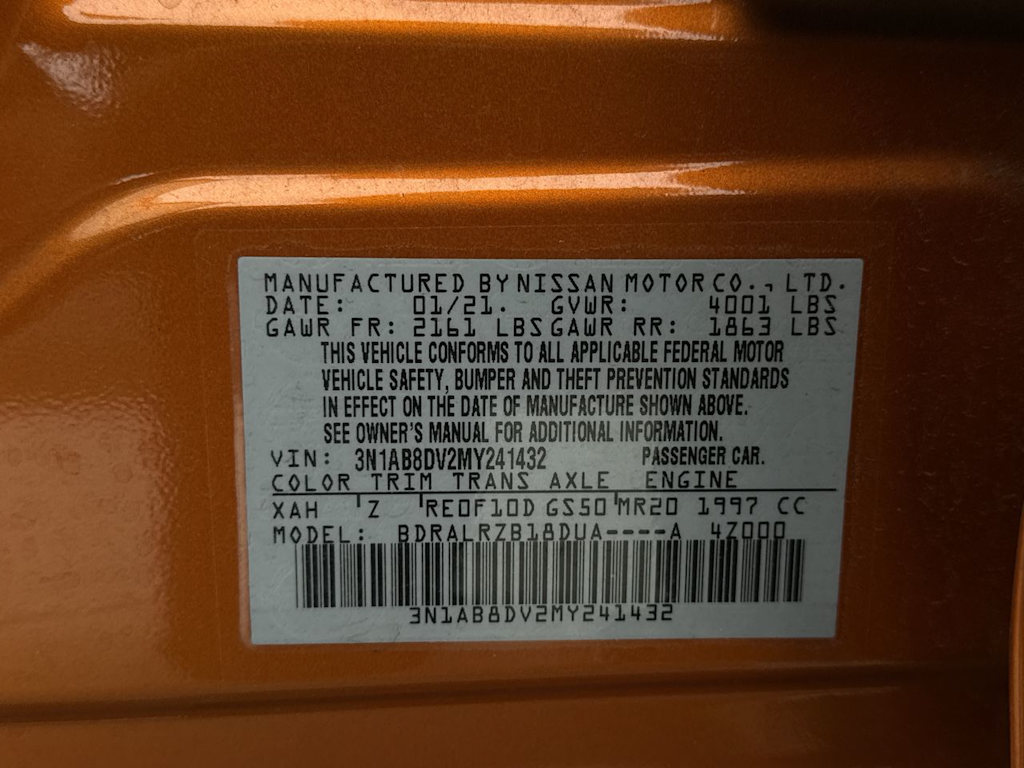 MANUFACTURED BY NISSAN MOTOR CO., LTD.
DATE: 01/21. GVWR: 4001 LBS
GAWR FR: 2161 LBS GAWR RR: 1863 LBS
THIS VEHICLE CONFORMS TO ALL APPLICABLE FEDERAL MOTOR
VEHICLE SAFETY, BUMPER AND THEFT PREVENTION STANDARDS
IN EFFECT ON THE DATE OF MANUFACTURE SHOWN ABOVE.
SEE OWNER'S MANUAL FOR ADDITIONAL INFORMATION.
VIN: 3N1AB8DV2MY241432 PASSENGER CAR.
COLOR TRIM TRANS AXLE ENGINE
XAH Z RE0F10D GS50 MR20 1997 CC
MODEL: BDRALRZB18DUA----A 4Z000
3N1AB8DV2MY241432